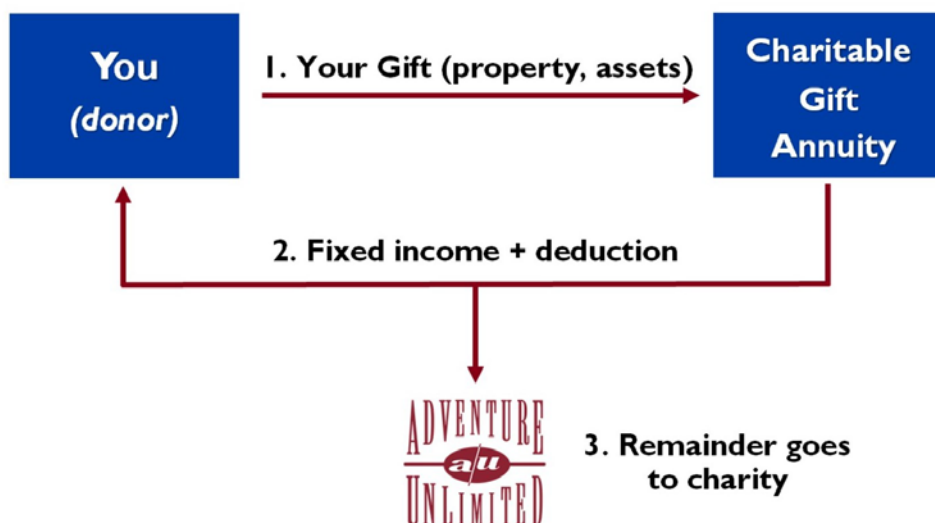 You
(donor)
1. Your Gift (property, assets)
Charitable
Gift
Annuity
2. Fixed income + deduction
ADVENTURE
a/u
UNLIMITED
3. Remainder goes
to charity